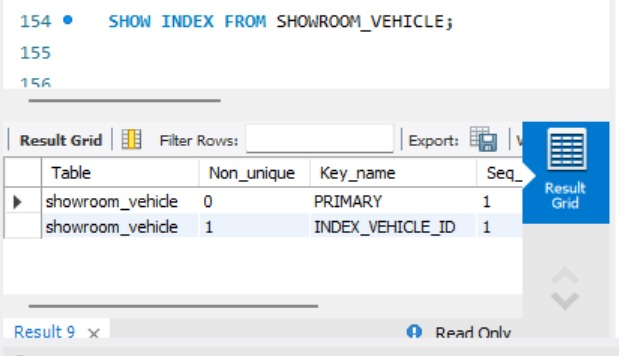 154 SHOW INDEX FROM SHOWROOM_VEHICLE;
155
156
Result Grid Filter Rows: Export:
Table Non_unique Key_name Seq_
showroom_vehicle 0 PRIMARY 1
showroom_vehicle 1 INDEX_VEHICLE_ID 1
Result
Grid
Result 9 × Read Only